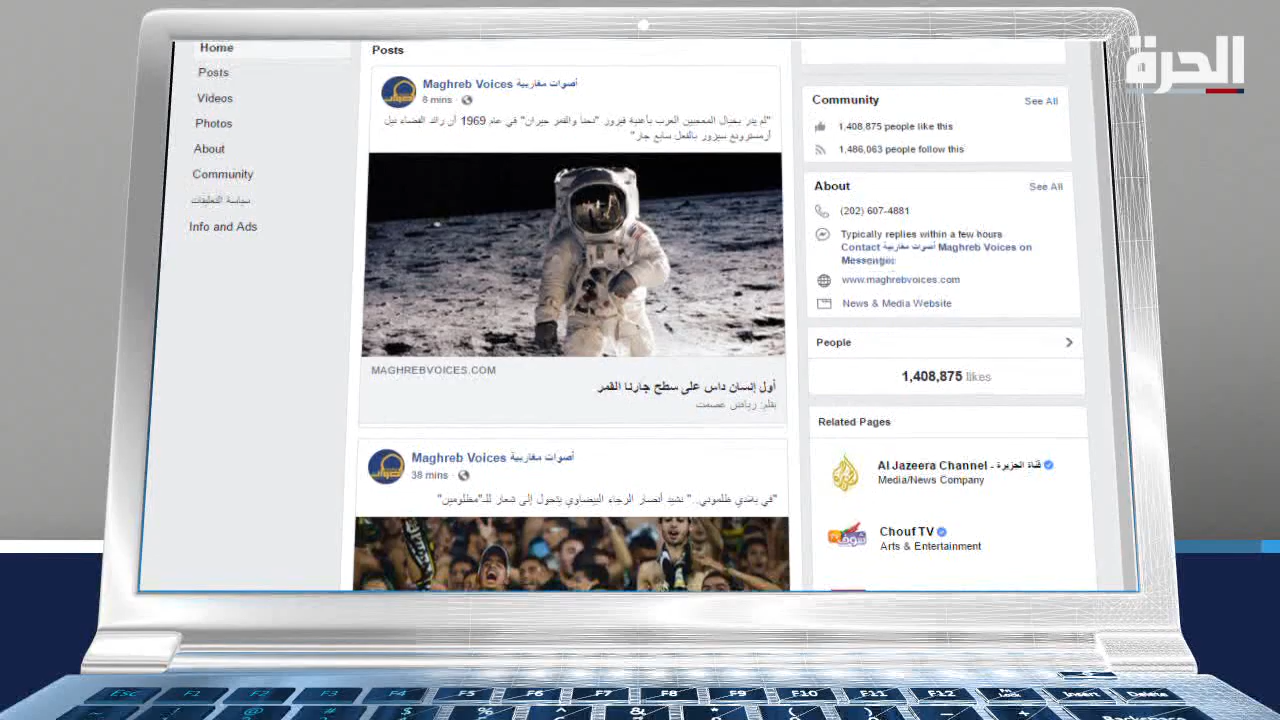 الحرة
Home
Posts
Videos
Photos
About
Community
سياسة التعليقات
Info and Ads
Posts
Maghreb Voices أصوات مغاربية
8 mins ·
"لم يدر بخيال المعجبين العرب بأغنية فيروز "نحنا والقمر جيران" في عام 1969 أن رائد الفضاء نيل
أرمسترونغ سيزور بالفعل سابع جار"
MAGHREBVOICES.COM
أول إنسان داس على سطح جارنا القمر
بقلم: رياض عصمت
Maghreb Voices أصوات مغاربية
38 mins ·
"في بلادي ظلموني.." نشيد أنصار الرجاء البيضاوي يتحول إلى شعار للـ"مظلومين"
Community
See All
1,408,875 people like this
1,486,063 people follow this
About
See All
(202) 607-4881
Typically replies within a few hours
Contact أصوات مغاربية Maghreb Voices on
Messenger
www.maghrebvoices.com
News & Media Website
People
1,408,875 likes
Related Pages
Al Jazeera Channel - قناة الجزيرة
Media/News Company
شوف
Chouf TV
Arts & Entertainment
Esc F1 F2 F3 F4 F5 F6 F7 F8 F9 F10 F11 F12 Insert Delete
~ ! @ # $ % ^ & * ( ) _ + Backspace